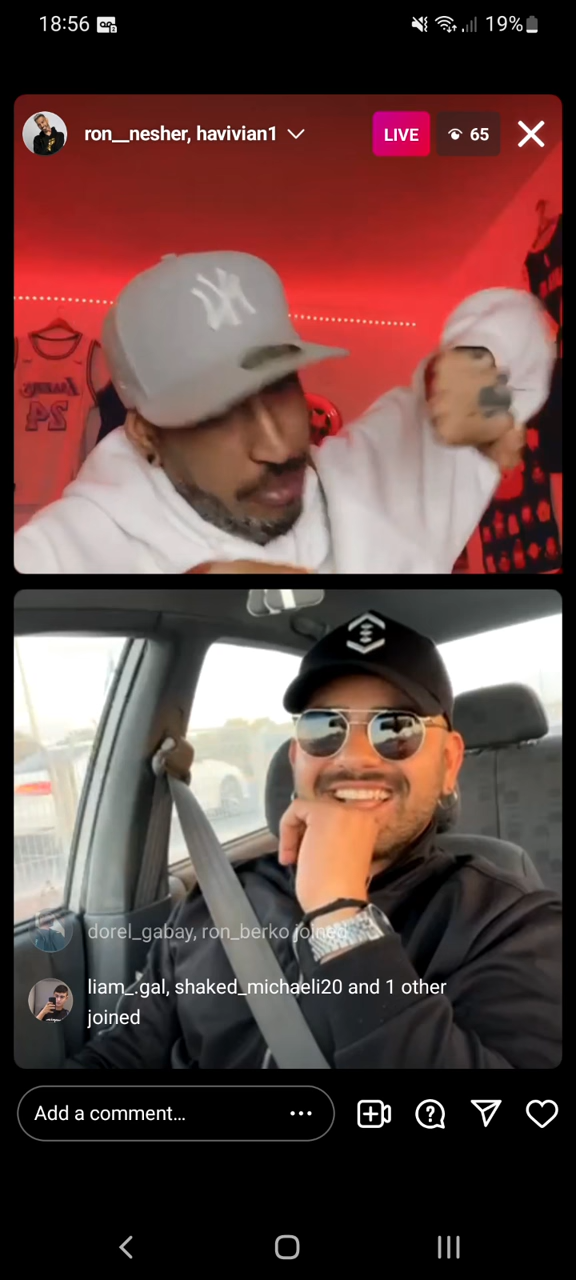 18:56
19%
ron__nesher, havivian1
LIVE
65
NY
24
dorel_gabay, ron_berko joined
liam_.gal, shaked_michaeli20 and 1 other
joined
Add a comment…